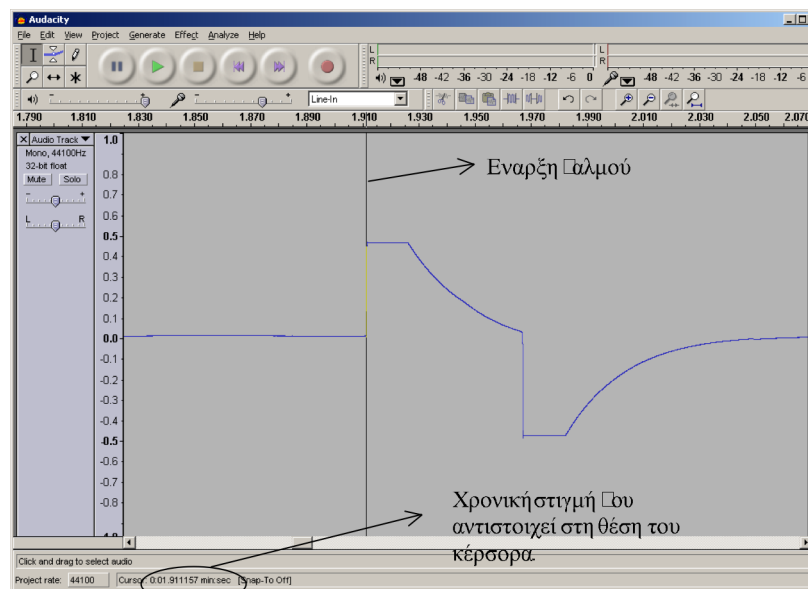 Audacity
File Edit View Project Generate Effect Analyze Help
L
R
-48 -42 -36 -30 -24 -18 -12 -6 0
L
R
-48 -42 -36 -30 -24 -18 -12 -6
Line-In
1.790 1.810 1.830 1.850 1.870 1.890 1.910 1.930 1.950 1.970 1.990 2.010 2.030 2.050 2.070
Audio Track
Mono, 44100Hz
32-bit float
Mute Solo
- +
L R
1.0
0.8
0.7
0.6
0.5
0.4
0.3
0.2
0.1
0.0
-0.1
-0.2
-0.3
-0.4
-0.5
-0.6
-0.7
-0.8
Εναρξη □αλμού
Χρονική στιγμή □ου
αντιστοιχεί στη θέση του
κέρσορα.
Click and drag to select audio
Project rate: 44100 Cursor: 0:01.911157 min:sec [Snap-To Off]